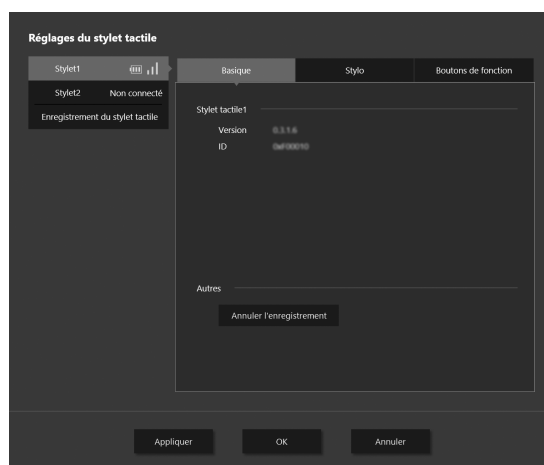 Réglages du stylet tactile
Stylet1
Basique
Stylo
Boutons de fonction
Stylet2 Non connecté
Enregistrement du stylet tactile
Stylet tactile1
Version 0.3.1.6
ID 0xF00010
Autres
Annuler l'enregistrement
Appliquer
OK
Annuler